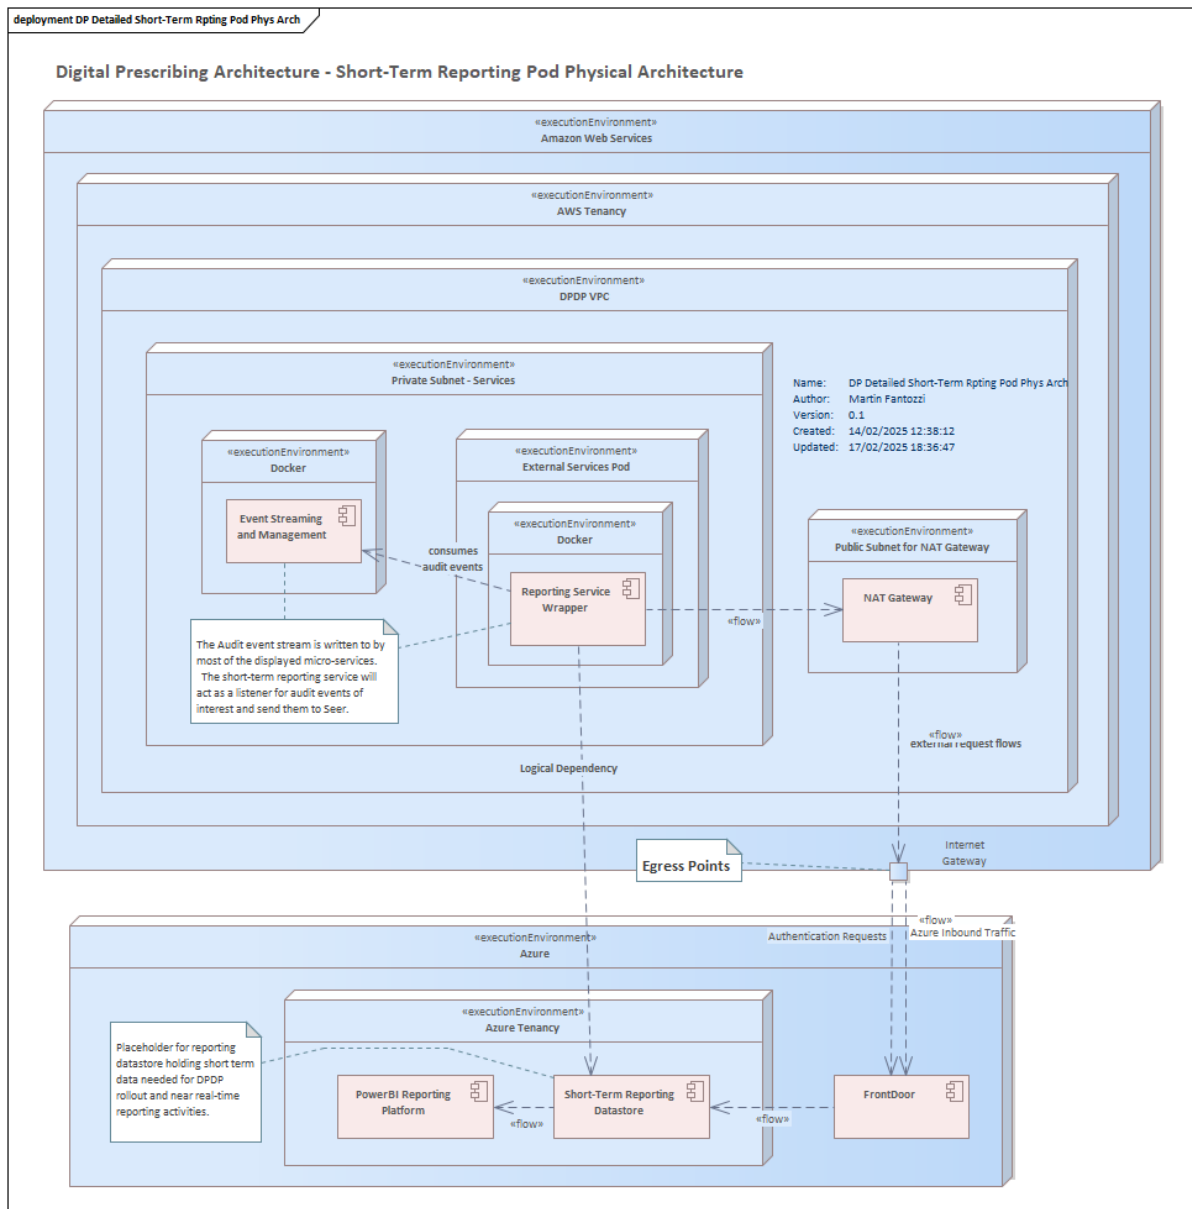 deployment DP Detailed Short-Term Rpting Pod Phys Arch
Digital Prescribing Architecture - Short-Term Reporting Pod Physical Architecture
«executionEnvironment»
Amazon Web Services
«executionEnvironment»
AWS Tenancy
«executionEnvironment»
DPDP VPC
«executionEnvironment»
Private Subnet - Services
Name: DP Detailed Short-Term Rpting Pod Phys Arch
Author: Martin Fantozzi
Version: 0.1
Created: 14/02/2025 12:38:12
Updated: 17/02/2025 18:36:47
«executionEnvironment»
Docker
Event Streaming
and Management
«executionEnvironment»
External Services Pod
«executionEnvironment»
Docker
consumes
audit events
Reporting Service
Wrapper
«executionEnvironment»
Public Subnet for NAT Gateway
NAT Gateway
«flow»
The Audit event stream is written to by
most of the displayed micro-services.
The short-term reporting service will
act as a listener for audit events of
interest and send them to Seer.
«flow»
external request flows
Logical Dependency
Internet
Gateway
Egress Points
«flow»
Azure Inbound Traffic
Authentication Requests
«executionEnvironment»
Azure
«executionEnvironment»
Azure Tenancy
Placeholder for reporting
datastore holding short term
data needed for DPDP
rollout and near real-time
reporting activities.
PowerBI Reporting
Platform
«flow»
Short-Term Reporting
Datastore
«flow»
FrontDoor